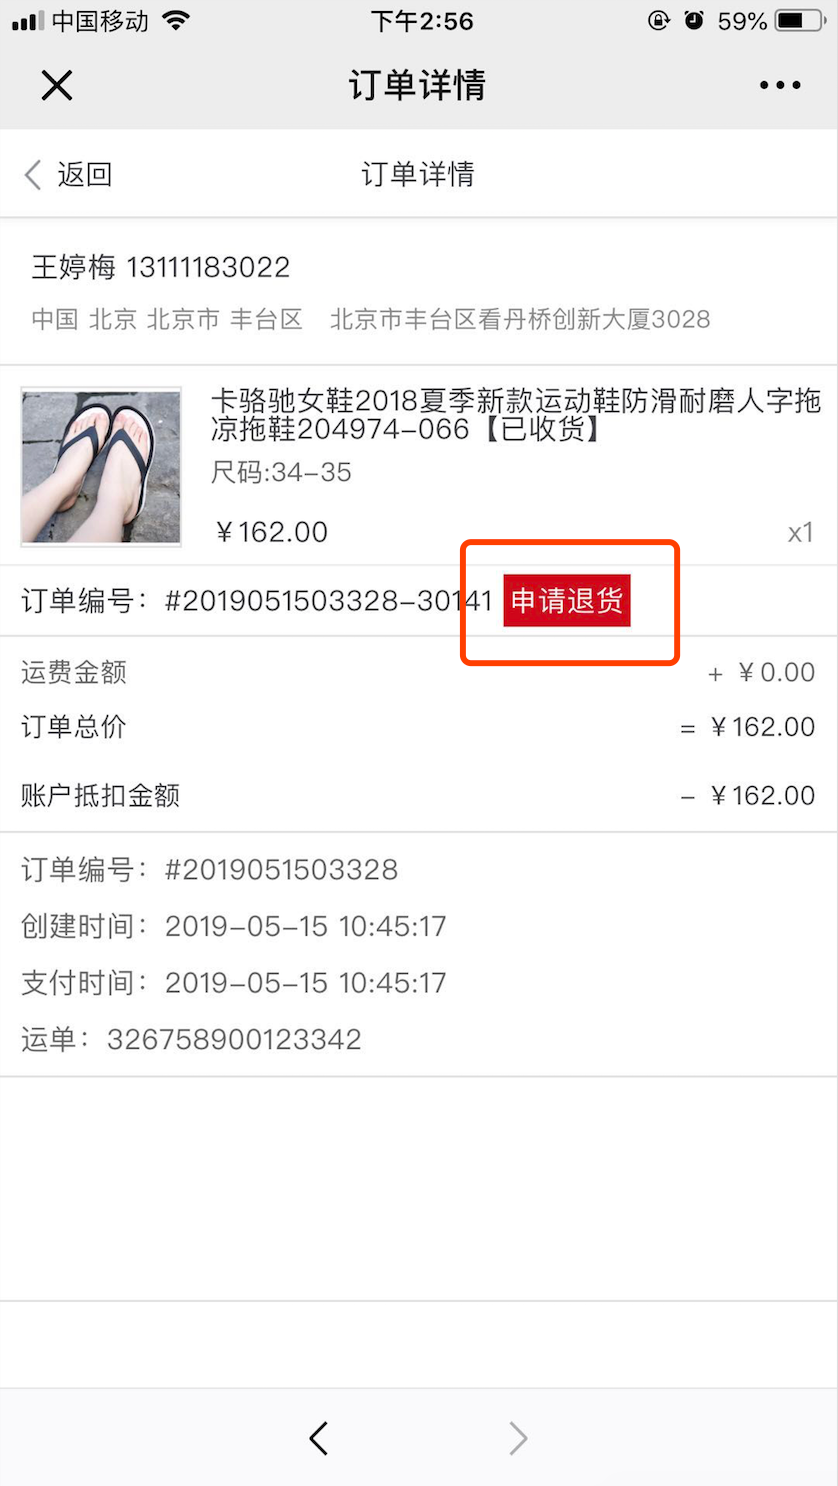 中国移动 下午2:56 59%
订单详情
返回 订单详情
王婷梅 13111183022
中国 北京 北京市 丰台区 北京市丰台区看丹桥创新大厦3028
卡骆驰女鞋2018夏季新款运动鞋防滑耐磨人字拖
凉拖鞋204974-066【已收货】
尺码:34-35
¥162.00 x1
订单编号：#2019051503328-30141 申请退货
运费金额 + ¥0.00
订单总价 = ¥162.00
账户抵扣金额 - ¥162.00
订单编号：#2019051503328
创建时间：2019-05-15 10:45:17
支付时间：2019-05-15 10:45:17
运单：326758900123342